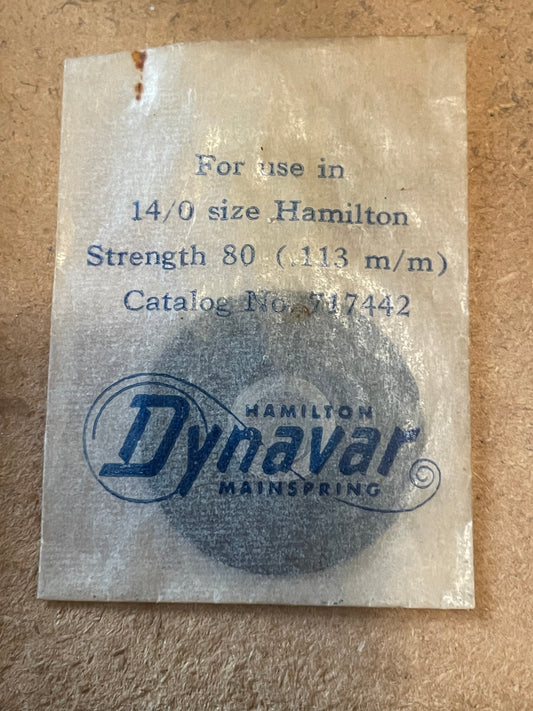 For use in
14/0 size Hamilton
Strength 80 (.113 m/m)
Catalog No. 717442
HAMILTON
Dynavar
MAINSPRING